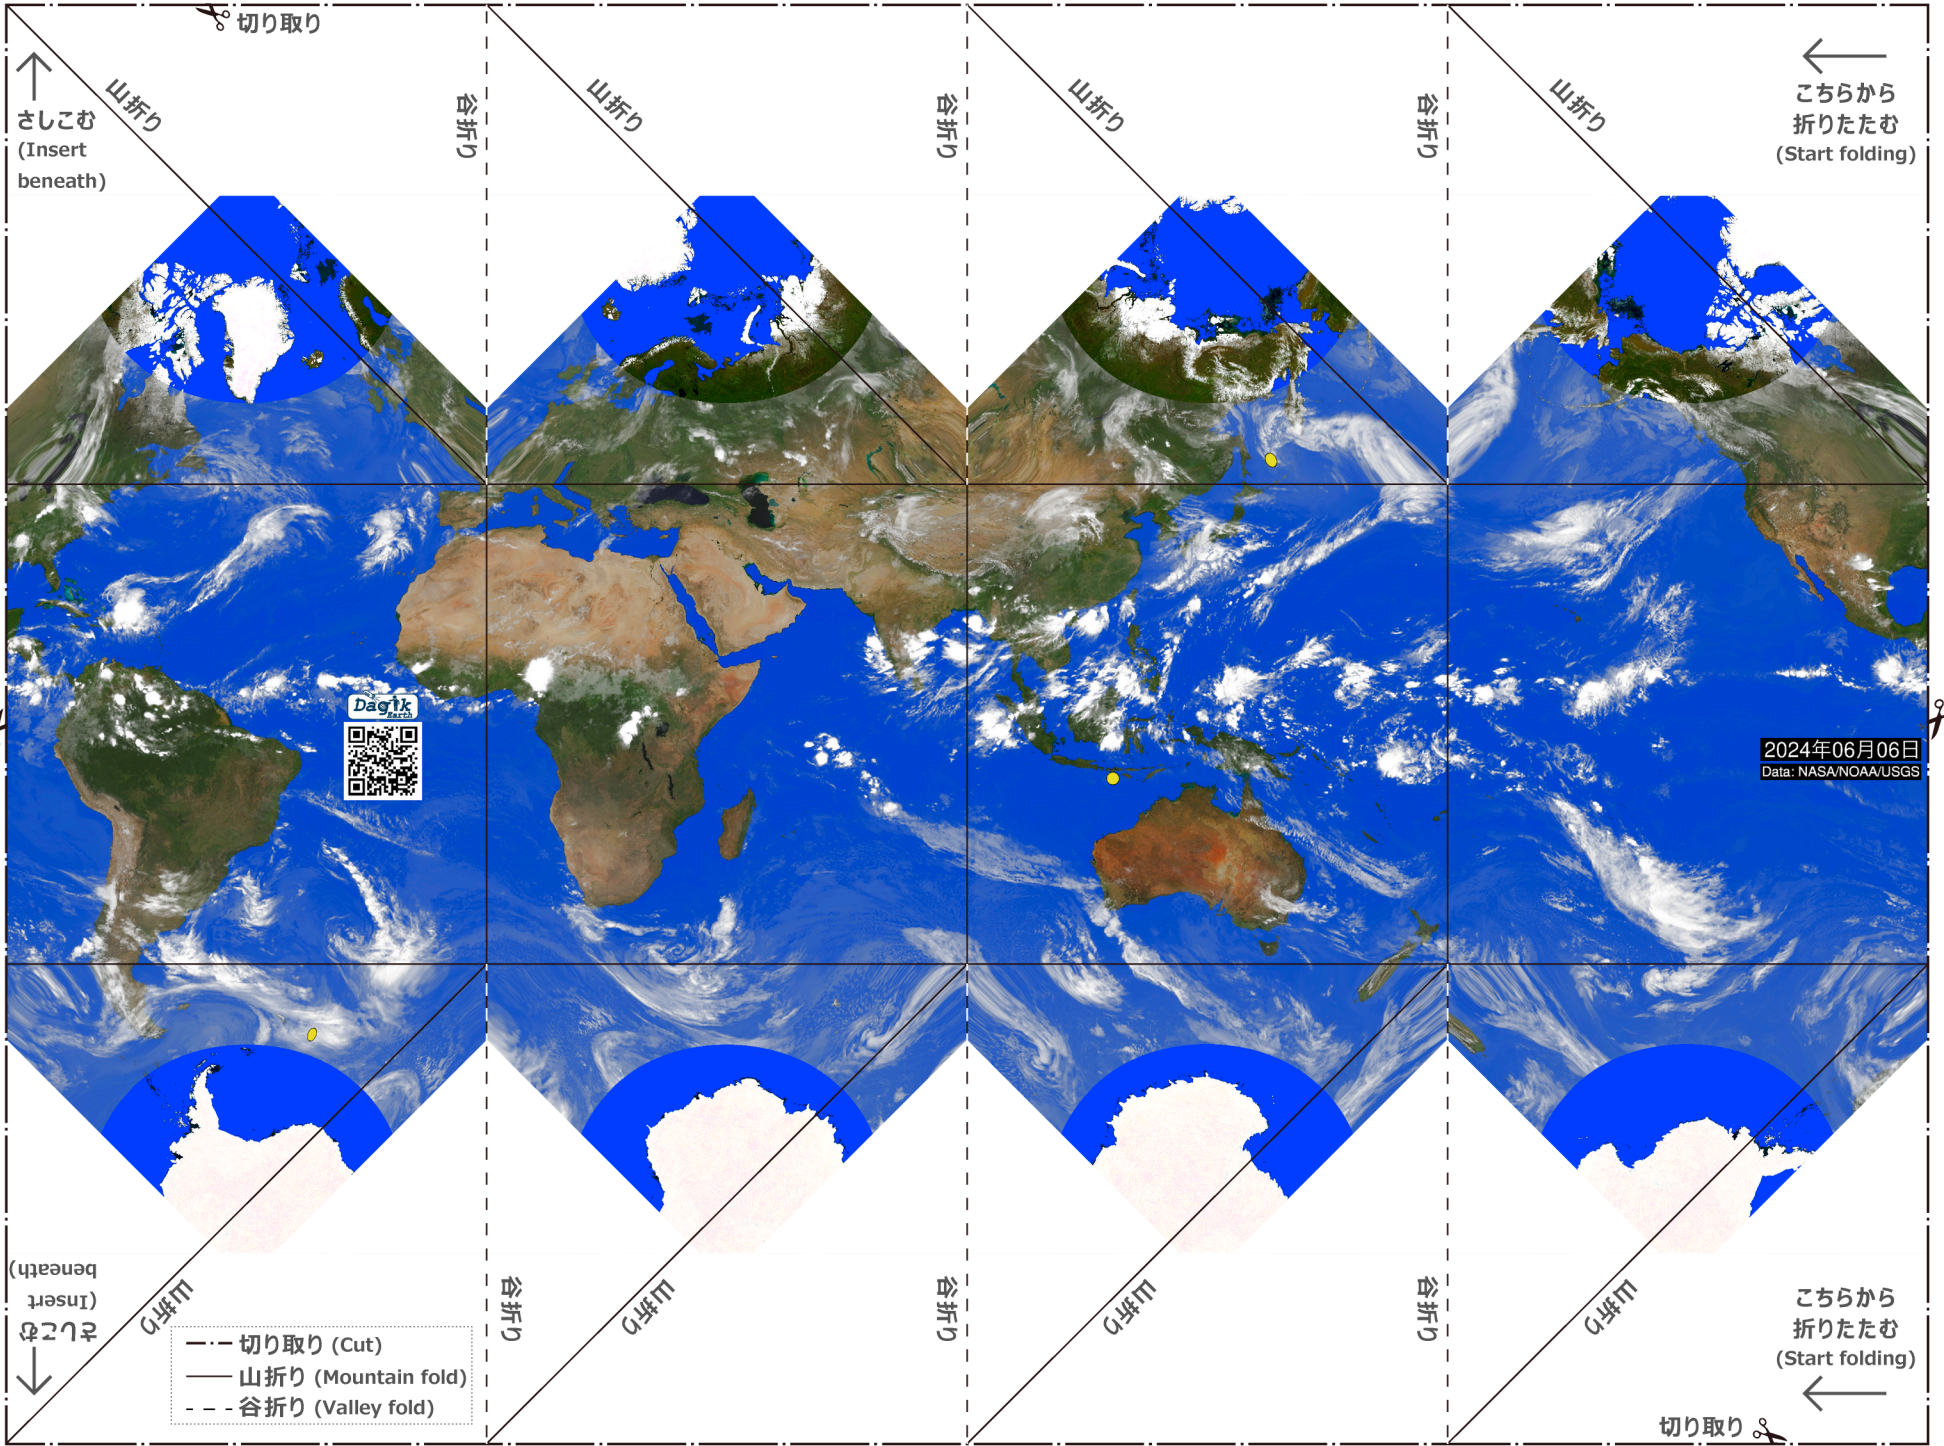 切り取り
山折り
谷折り
山折り
谷折り
山折り
谷折り
山折り
さしこむ
(Insert
beneath)
こちらから
折りたたむ
(Start folding)
Dagik
Earth
2024年06月06日
Data: NASA/NOAA/USGS
さしこむ
(Insert
beneath)
山折り
谷折り
山折り
谷折り
山折り
谷折り
山折り
切り取り (Cut)
山折り (Mountain fold)
谷折り (Valley fold)
こちらから
折りたたむ
(Start folding)
切り取り